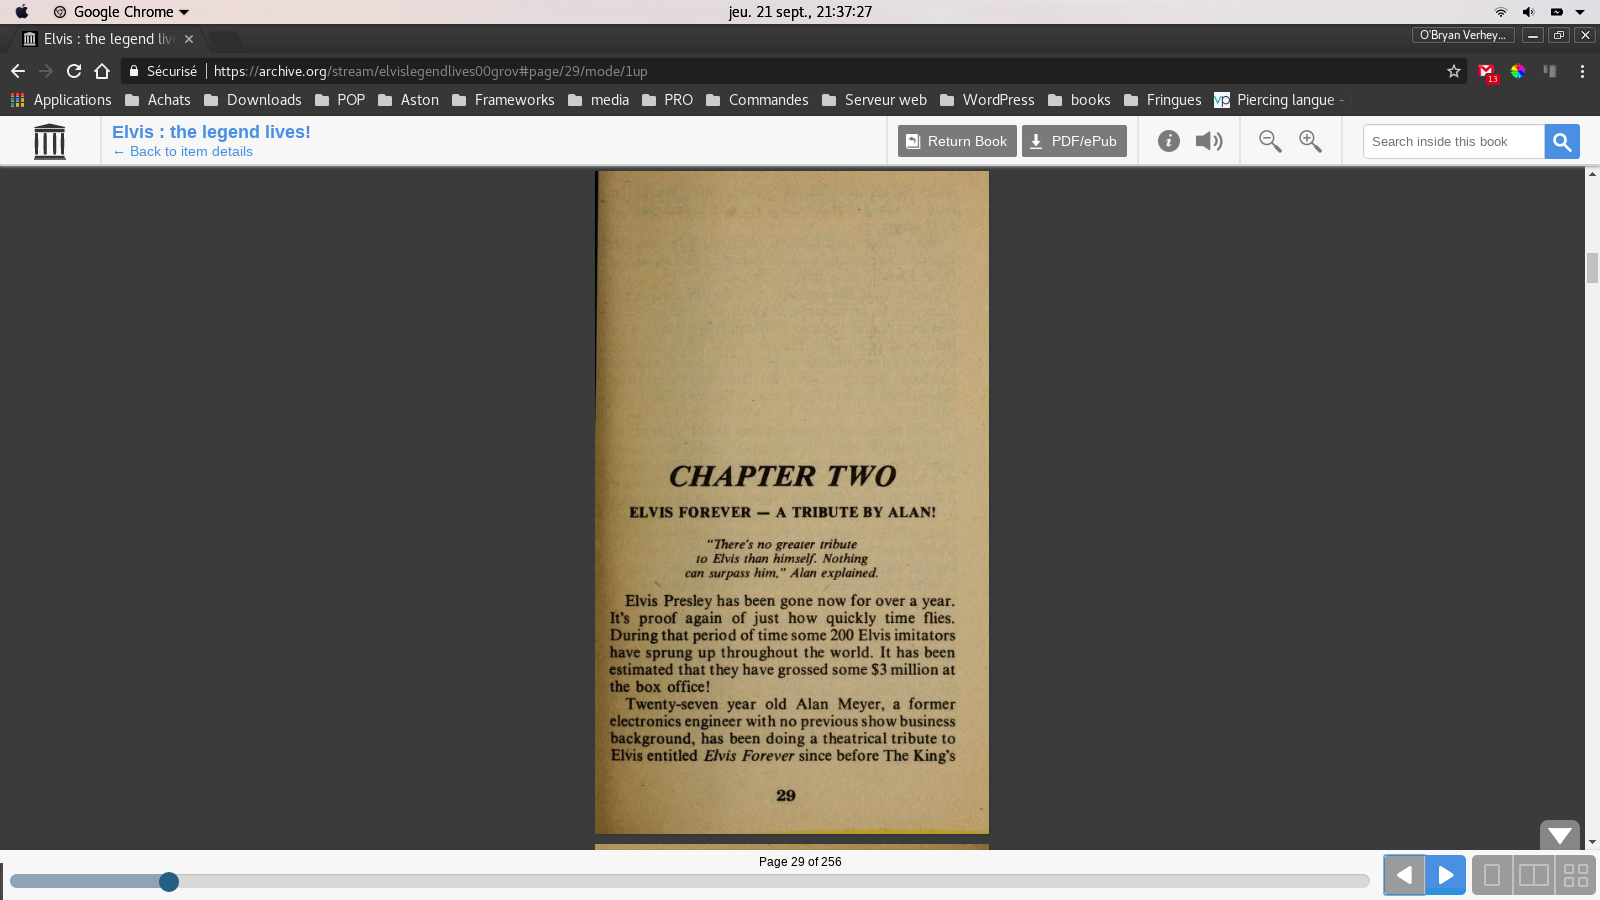 Google Chrome
jeu. 21 sept., 21:37:27
Elvis : the legend live
O'Bryan Verhey...
Sécurisé
https://archive.org/stream/elvislegendlives00grov#page/29/mode/1up
13
Applications
Achats
Downloads
POP
Aston
Frameworks
media
PRO
Commandes
Serveur web
WordPress
books
Fringues
vp
Piercing langue -
Elvis : the legend lives!
← Back to item details
Return Book
PDF/ePub
Search inside this book
CHAPTER TWO
ELVIS FOREVER — A TRIBUTE BY ALAN!
"There's no greater tribute
to Elvis than himself. Nothing
can surpass him," Alan explained.
Elvis Presley has been gone now for over a year.
It's proof again of just how quickly time flies.
During that period of time some 200 Elvis imitators
have sprung up throughout the world. It has been
estimated that they have grossed some $3 million at
the box office!
Twenty-seven year old Alan Meyer, a former
electronics engineer with no previous show business
background, has been doing a theatrical tribute to
Elvis entitled Elvis Forever since before The King's
29
Page 29 of 256